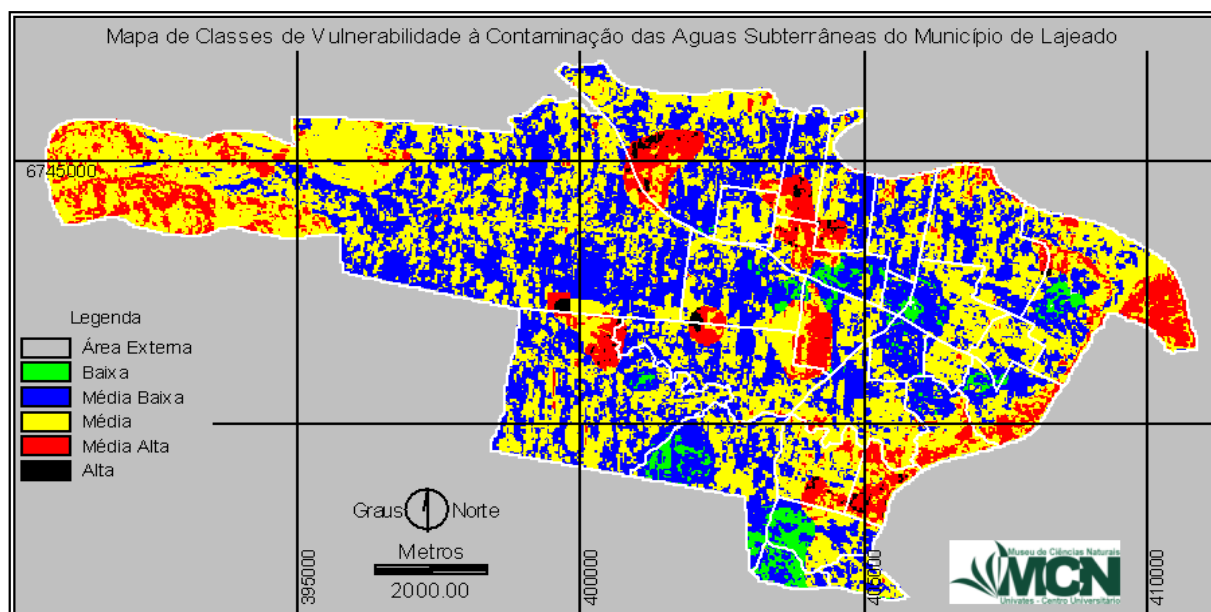 Mapa de Classes de Vulnerabilidade à Contaminação das Aguas Subterrâneas do Município de Lajeado
6745000
Legenda
Área Externa
Baixa
Média Baixa
Média
Média Alta
Alta
Graus Norte
Metros
2000.00
395000
400000
405000
410000
Museu de Ciências Naturais
MCN
Univates - Centro Universitário